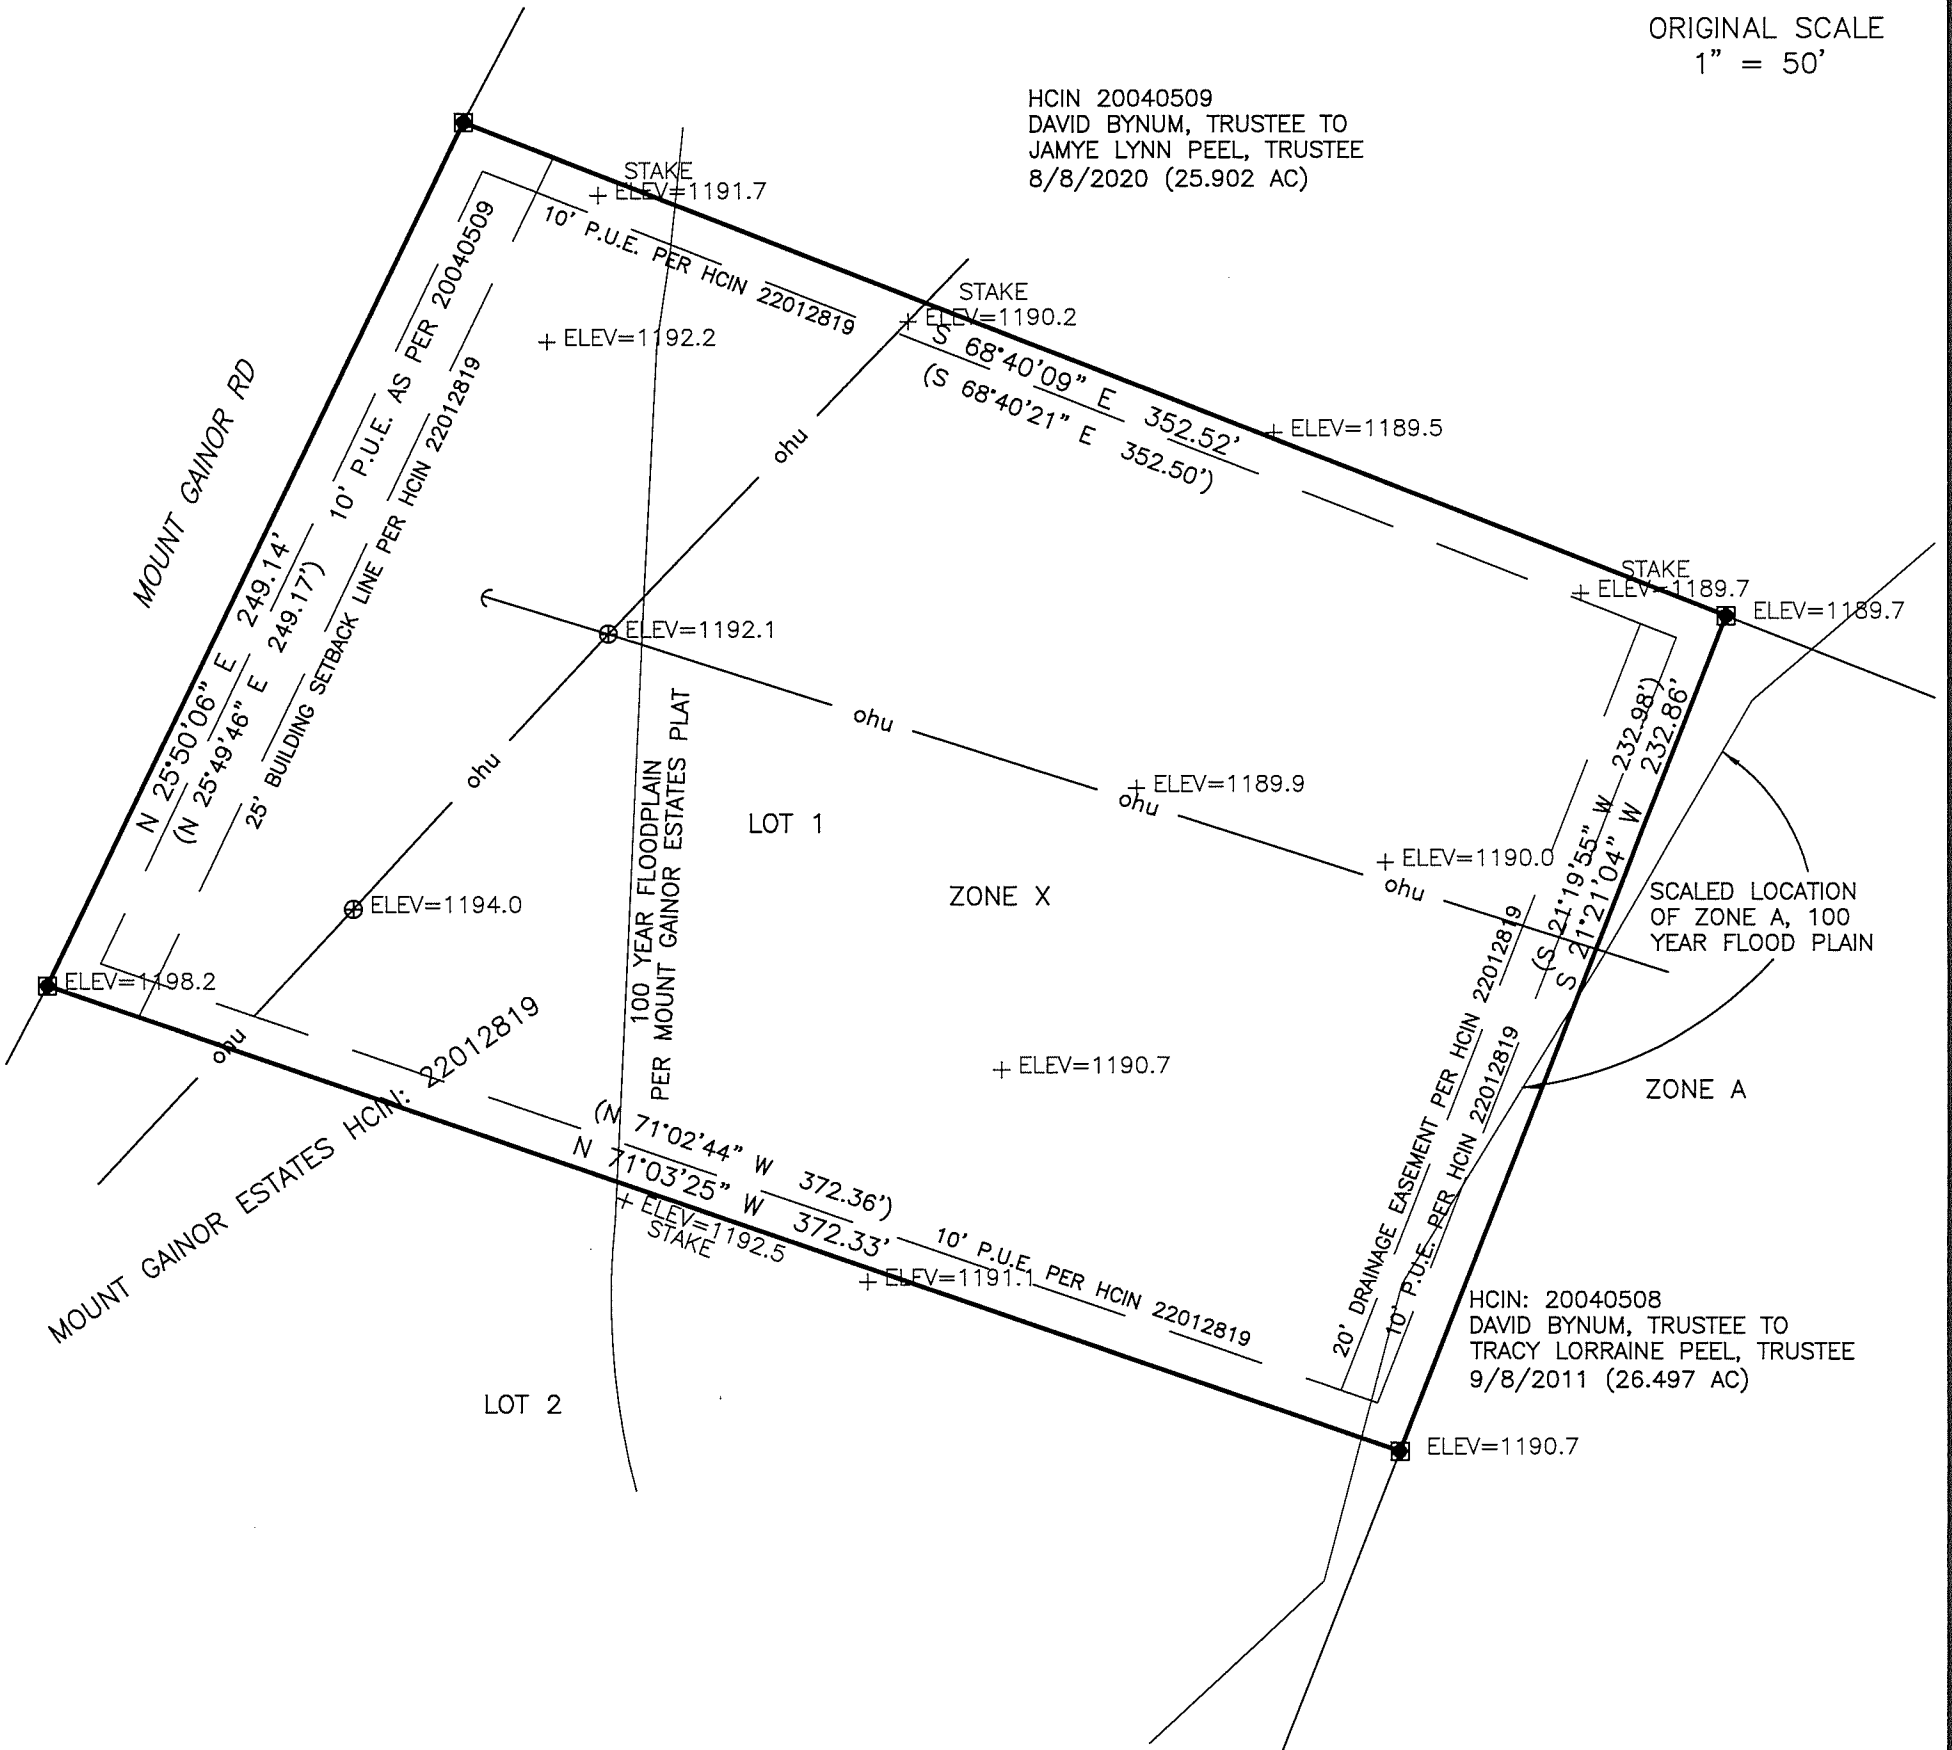 ORIGINAL SCALE
1" = 50'
HCIN 20040509
DAVID BYNUM, TRUSTEE TO
JAMYE LYNN PEEL, TRUSTEE
8/8/2020 (25.902 AC)
STAKE
ELEV=1191.7
10' P.U.E. PER HCIN 22012819
STAKE
ELEV=1190.2
ELEV=1192.2
S 68°40'09" E 352.52'
(S 68°40'21" E 352.50')
ELEV=1189.5
MOUNT GAINOR RD
N 25°50'06" E 249.14'
(N 25°49'46" E 249.17')
10' P.U.E. AS PER 20040509
25' BUILDING SETBACK LINE PER HCIN 22012819
ohu
STAKE
ELEV=1189.7
ELEV=1189.7
ELEV=1192.1
ohu
ohu
ELEV=1189.9
ohu
LOT 1
100 YEAR FLOODPLAIN
PER MOUNT GAINOR ESTATES PLAT
ZONE X
ELEV=1190.0
ohu
(S 21°19'55" W 232.98')
S 21°21'04" W 232.86'
SCALED LOCATION
OF ZONE A, 100
YEAR FLOOD PLAIN
ELEV=1194.0
ELEV=1198.2
ohu
MOUNT GAINOR ESTATES HCIN: 22012819
ELEV=1190.7
ZONE A
20' DRAINAGE EASEMENT PER HCIN 22012819
10' P.U.E. PER HCIN 22012819
(N 71°02'44" W 372.36')
N 71°03'25" W 372.33'
ELEV=1192.5
STAKE
10' P.U.E. PER HCIN 22012819
ELEV=1191.1
HCIN: 20040508
DAVID BYNUM, TRUSTEE TO
TRACY LORRAINE PEEL, TRUSTEE
9/8/2011 (26.497 AC)
LOT 2
ELEV=1190.7